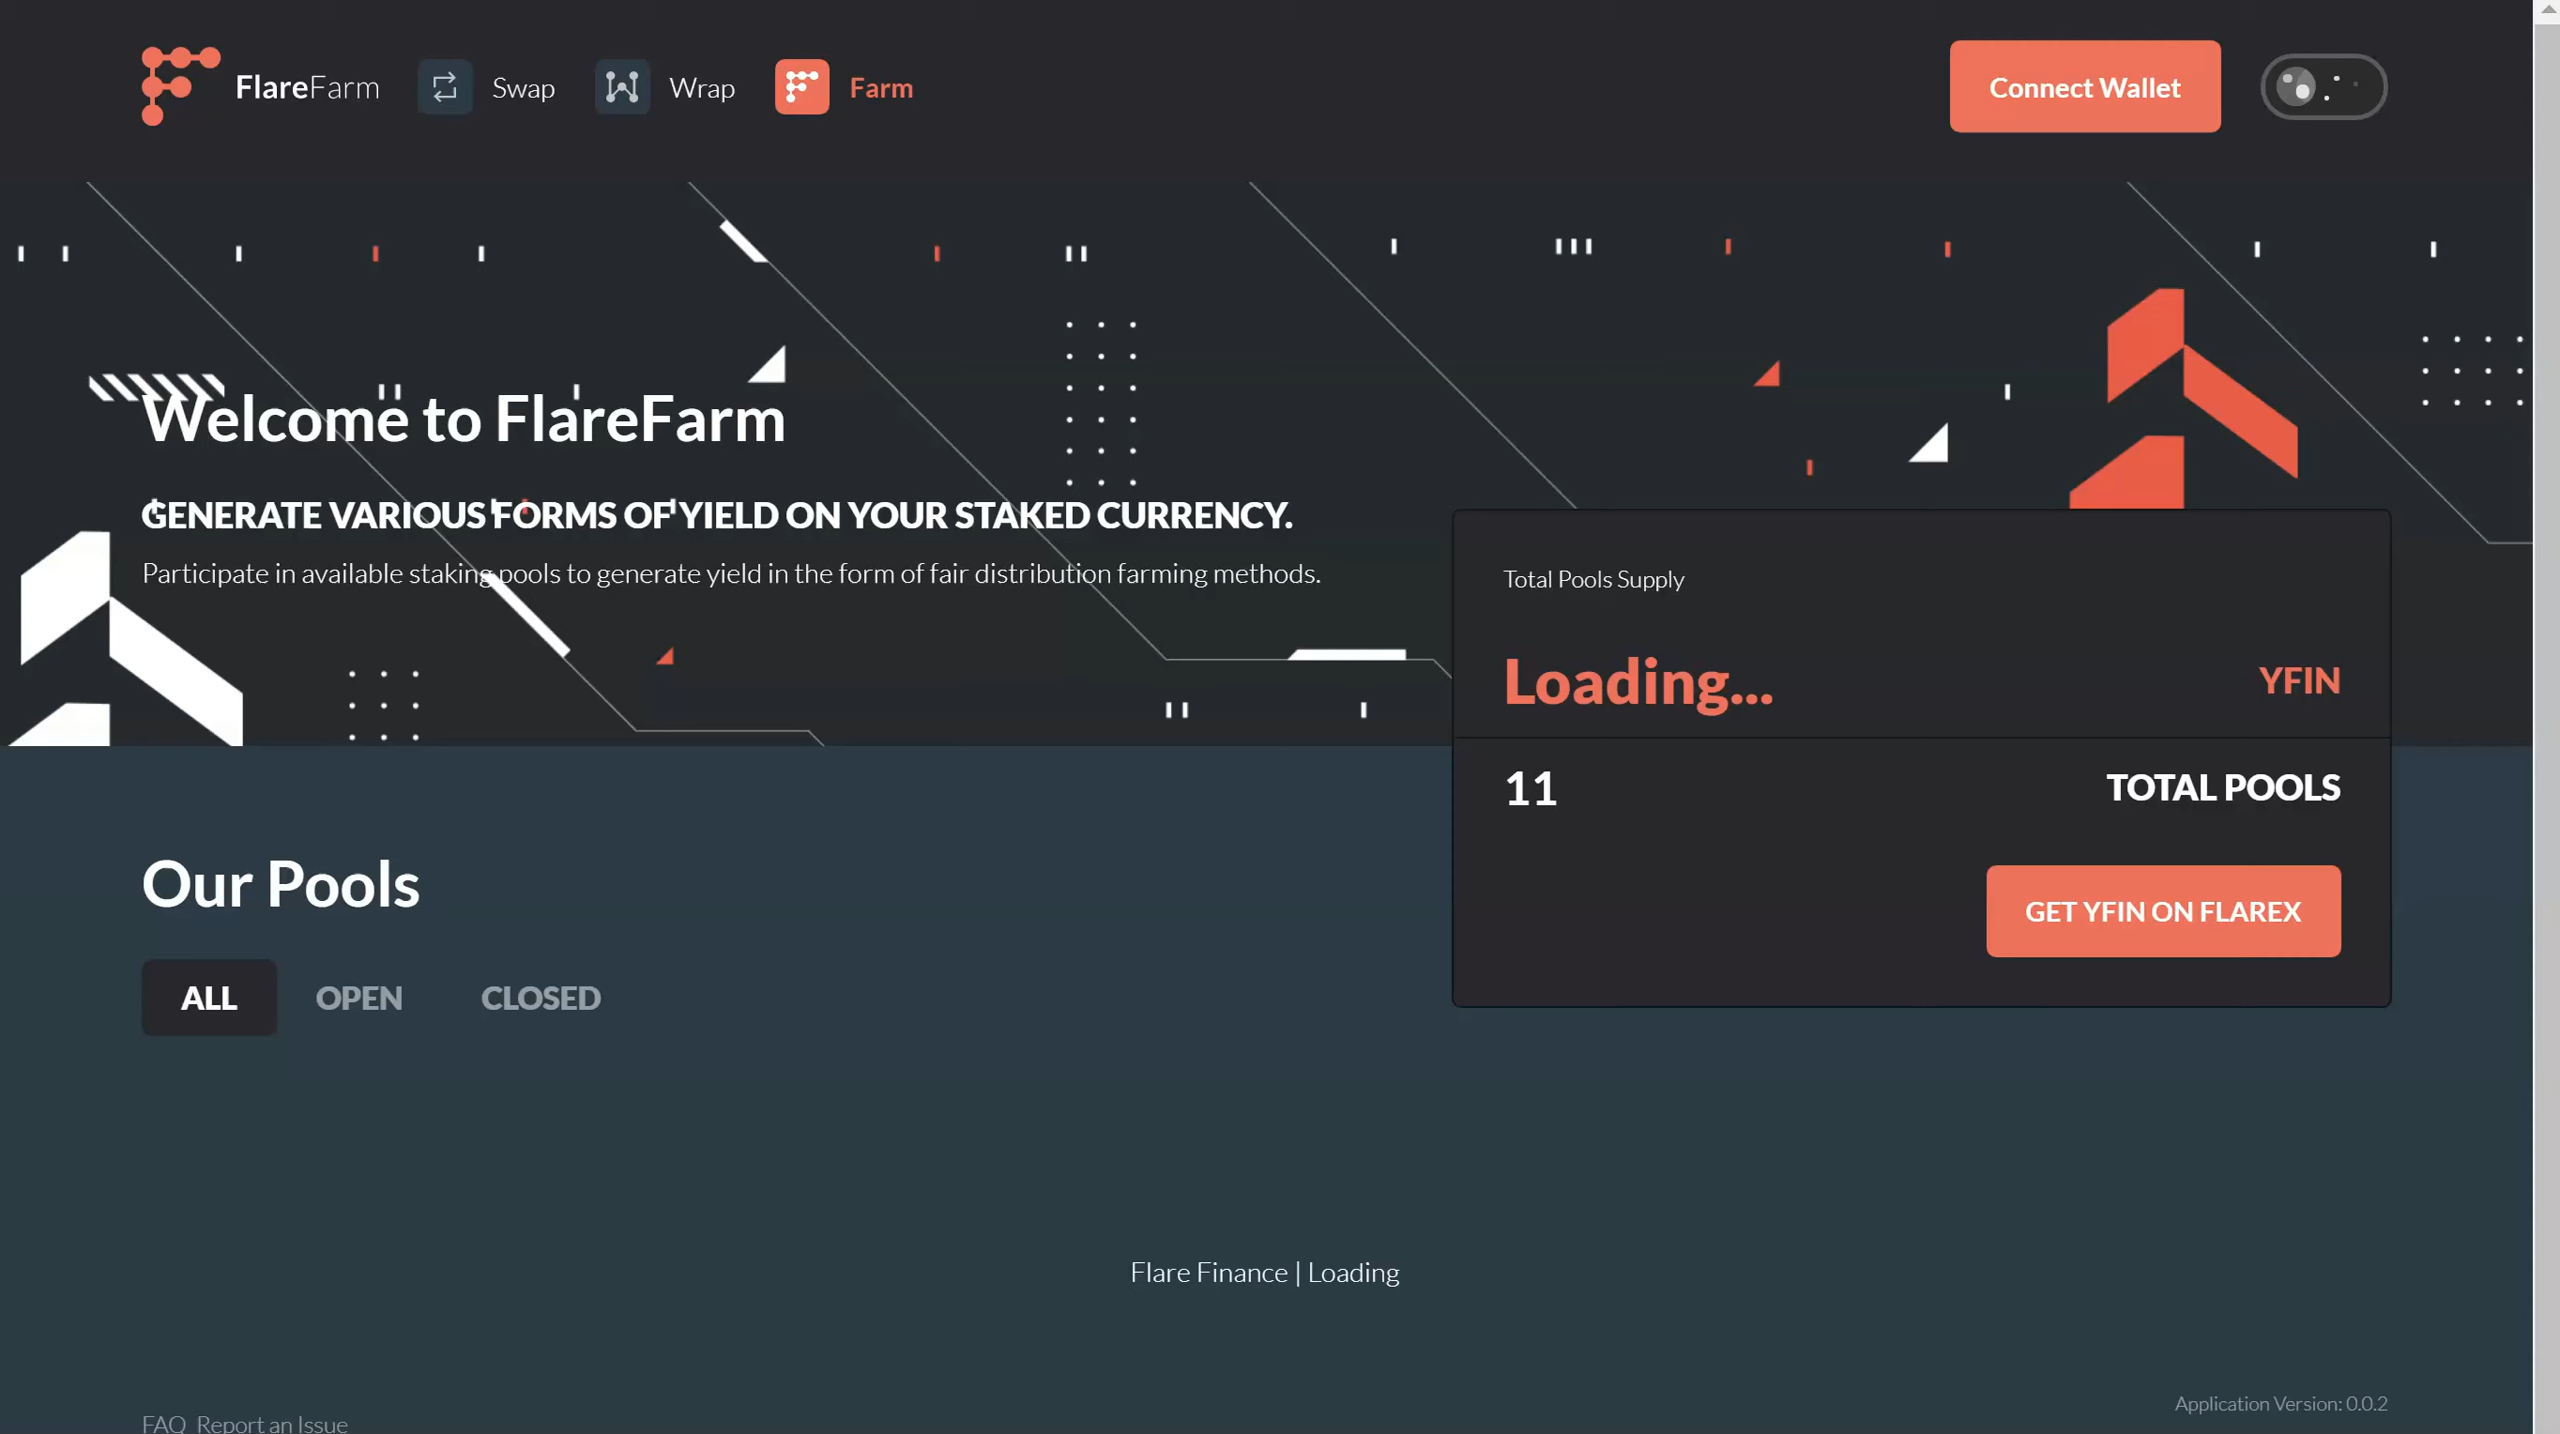 FlareFarm
Swap
Wrap
Farm
Connect Wallet
Welcome to FlareFarm
GENERATE VARIOUS FORMS OF YIELD ON YOUR STAKED CURRENCY.
Participate in available staking pools to generate yield in the form of fair distribution farming methods.
Total Pools Supply
Loading...
YFIN
11
TOTAL POOLS
GET YFIN ON FLAREX
Our Pools
ALL
OPEN
CLOSED
Flare Finance | Loading
Application Version: 0.0.2
FAQ Report an Issue